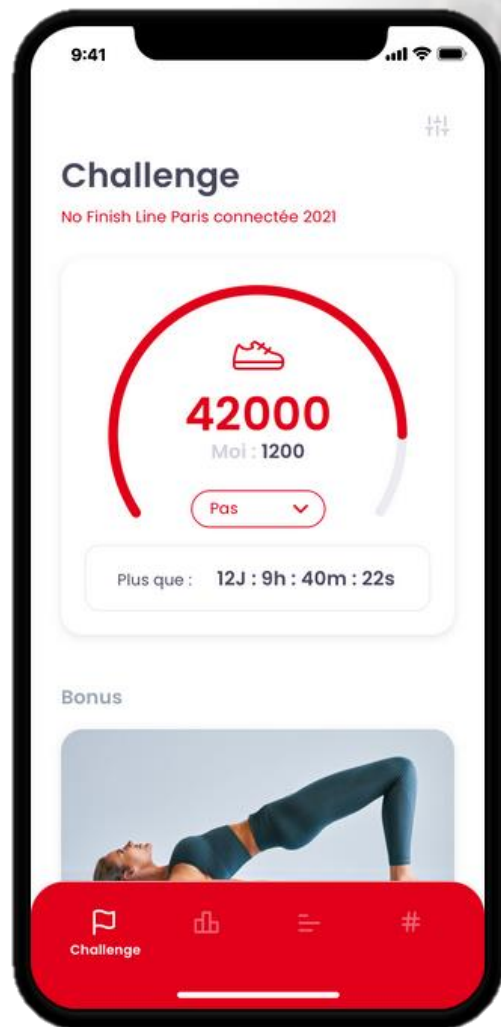 9:41
Challenge
No Finish Line Paris connectée 2021
42000
Moi : 1200
Pas
Plus que : 12J : 9h : 40m : 22s
Bonus
Challenge
#